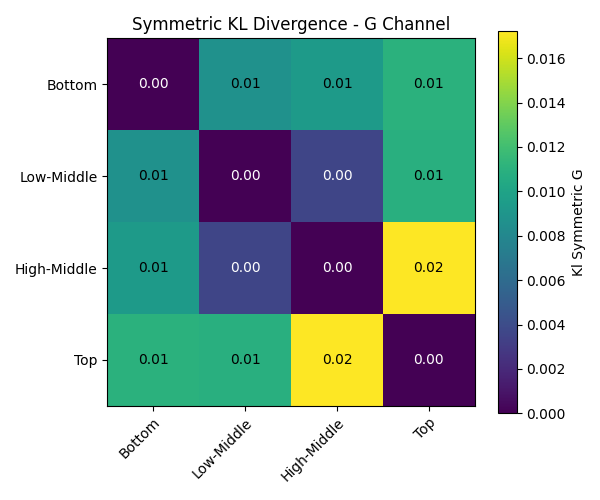 Symmetric KL Divergence - G Channel
Bottom 0.00 0.01 0.01 0.01
Low-Middle 0.01 0.00 0.00 0.01
High-Middle 0.01 0.00 0.00 0.02
Top 0.01 0.01 0.02 0.00
Bottom Low-Middle High-Middle Top
0.016
0.014
0.012
0.010
0.008
0.006
0.004
0.002
0.000
Kl Symmetric G